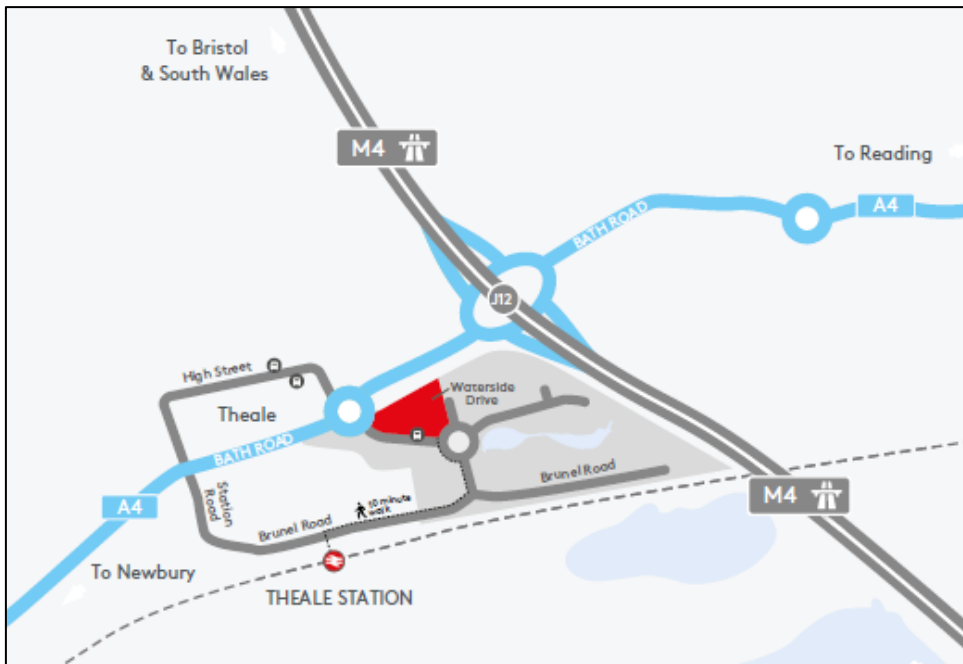 To Bristol
& South Wales
M4
To Reading
A4
BATH ROAD
J12
High Street
Waterside
Drive
Theale
BATH ROAD
Station
Road
A4
10 minute
walk
Brunel Road
Brunel Road
M4
To Newbury
THEALE STATION